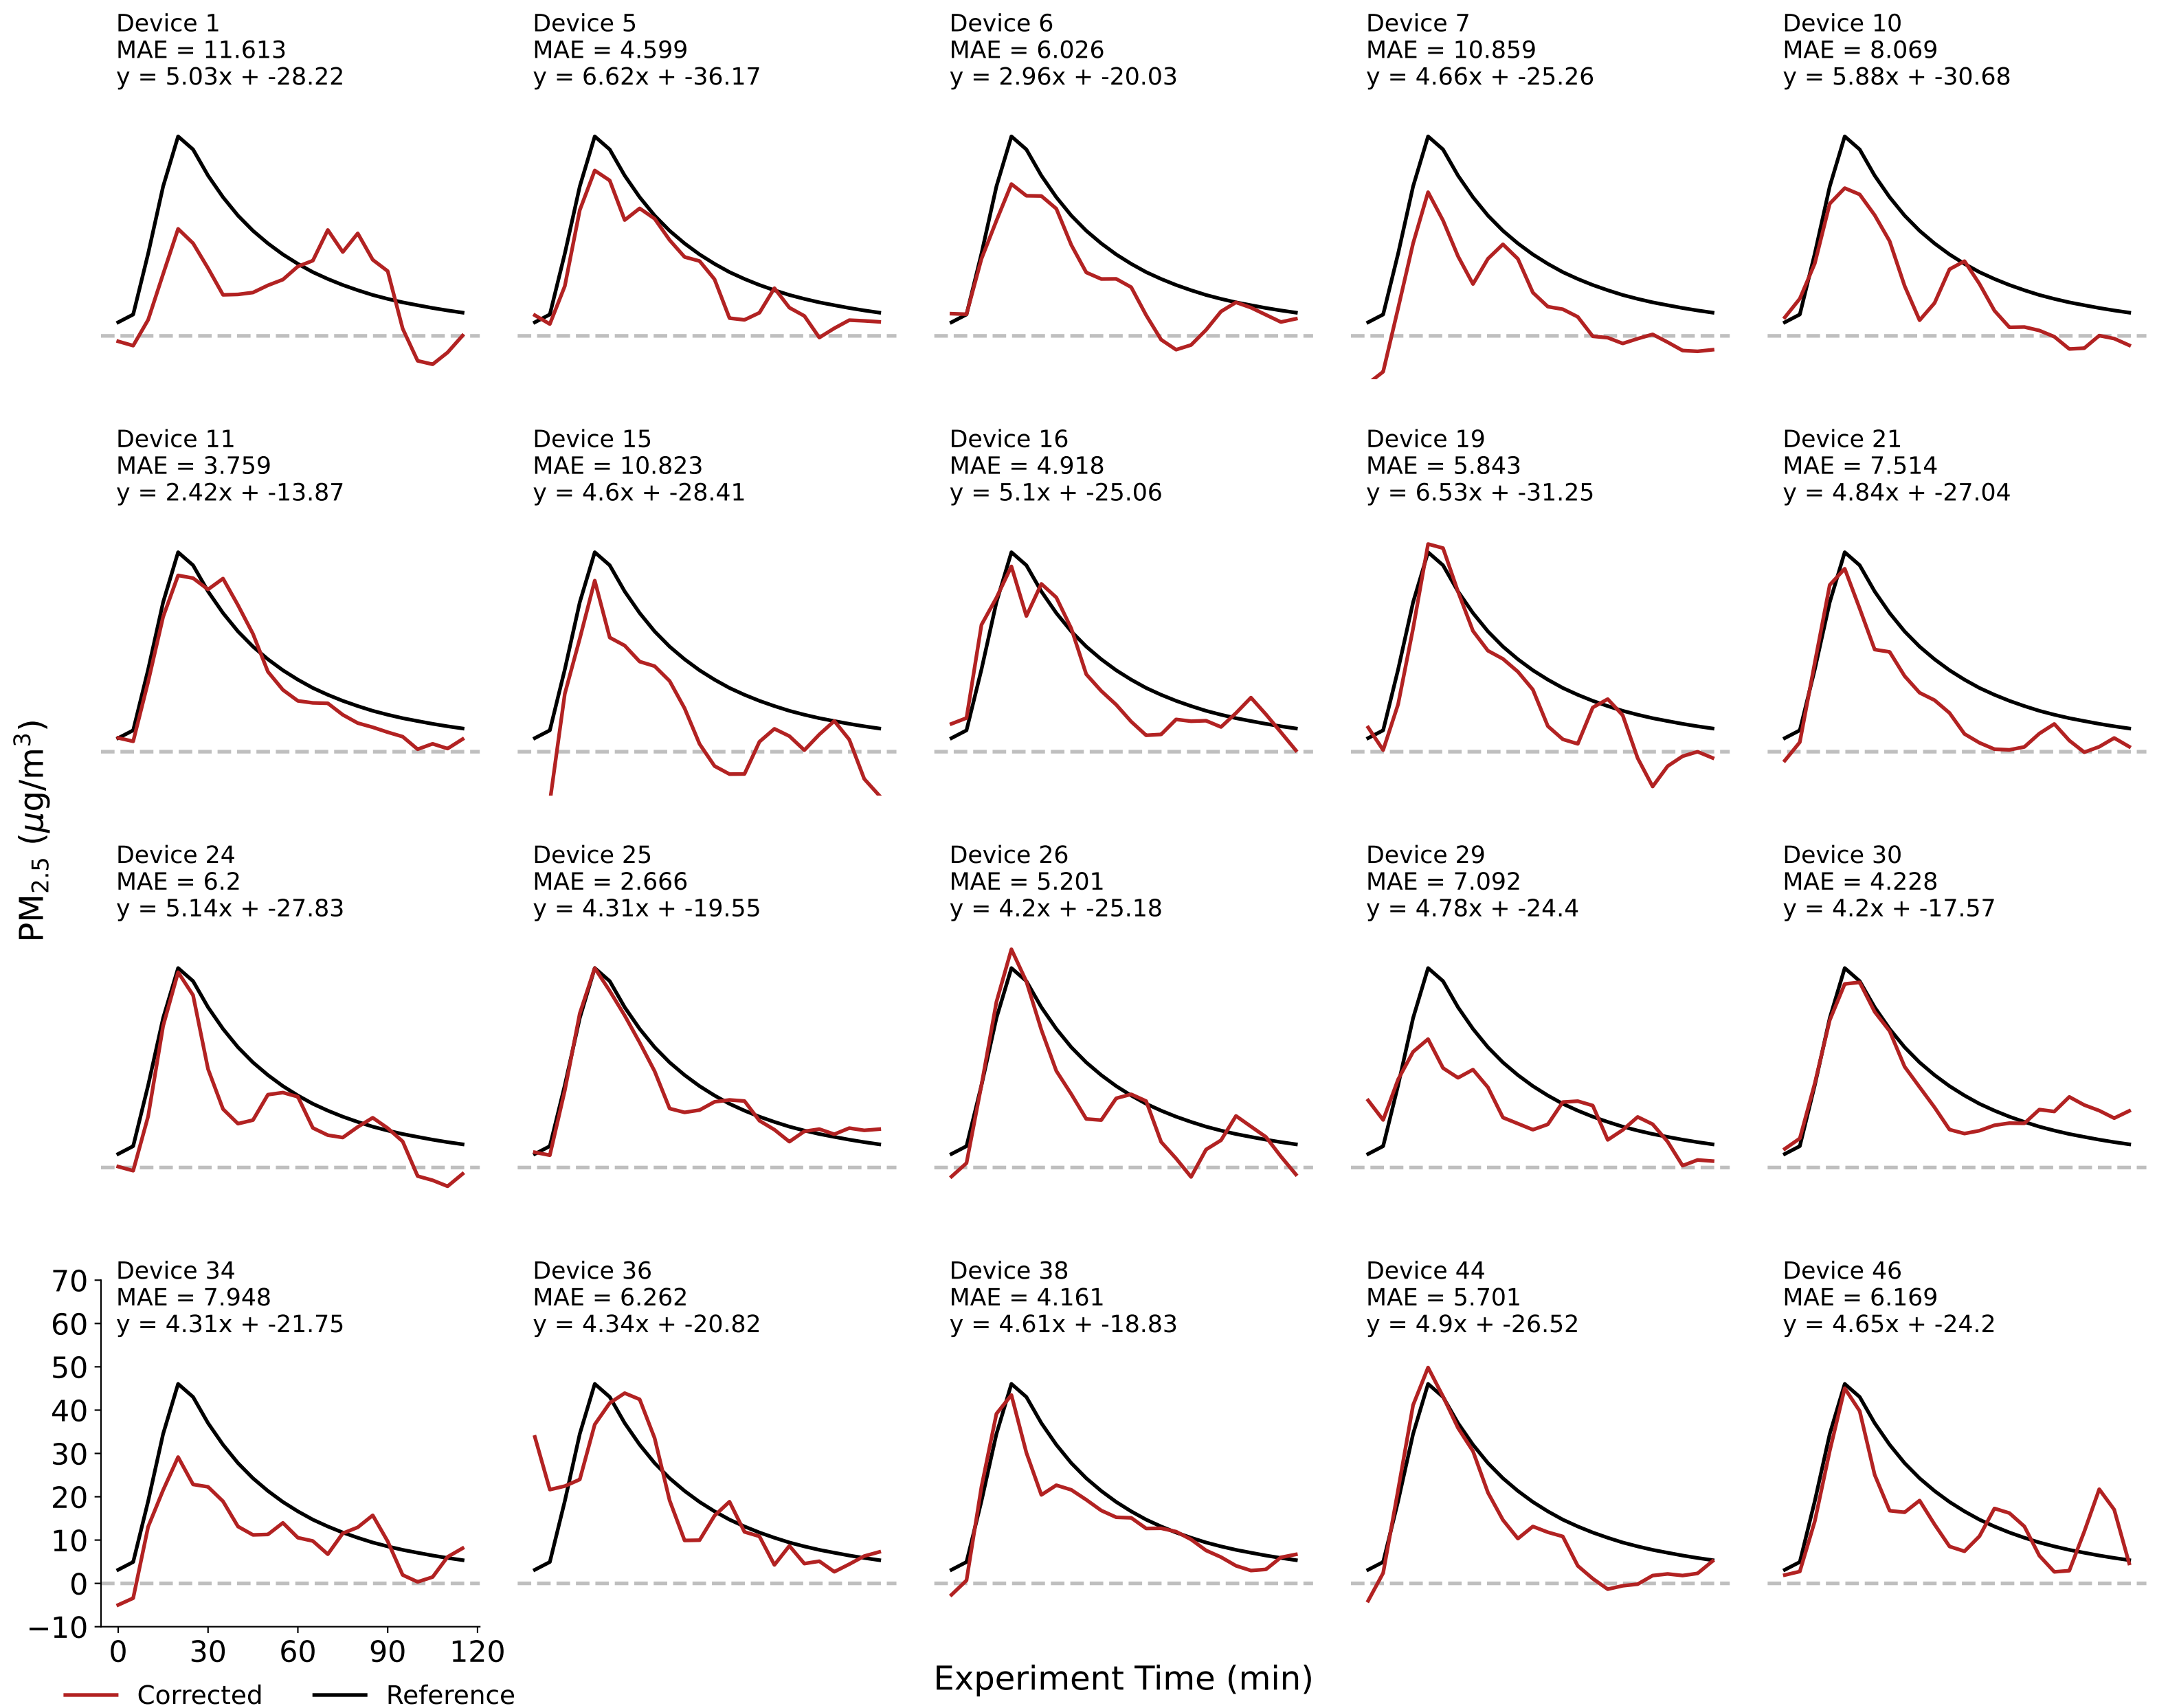 Device 1
MAE = 11.613
y = 5.03x + -28.22
Device 5
MAE = 4.599
y = 6.62x + -36.17
Device 6
MAE = 6.026
y = 2.96x + -20.03
Device 7
MAE = 10.859
y = 4.66x + -25.26
Device 10
MAE = 8.069
y = 5.88x + -30.68
Device 11
MAE = 3.759
y = 2.42x + -13.87
Device 15
MAE = 10.823
y = 4.6x + -28.41
Device 16
MAE = 4.918
y = 5.1x + -25.06
Device 19
MAE = 5.843
y = 6.53x + -31.25
Device 21
MAE = 7.514
y = 4.84x + -27.04
PM2.5 (μg/m³)
Device 24
MAE = 6.2
y = 5.14x + -27.83
Device 25
MAE = 2.666
y = 4.31x + -19.55
Device 26
MAE = 5.201
y = 4.2x + -25.18
Device 29
MAE = 7.092
y = 4.78x + -24.4
Device 30
MAE = 4.228
y = 4.2x + -17.57
Device 34
MAE = 7.948
y = 4.31x + -21.75
Device 36
MAE = 6.262
y = 4.34x + -20.82
Device 38
MAE = 4.161
y = 4.61x + -18.83
Device 44
MAE = 5.701
y = 4.9x + -26.52
Device 46
MAE = 6.169
y = 4.65x + -24.2
70
60
50
40
30
20
10
0
−10
0 30 60 90 120
Experiment Time (min)
Corrected Reference